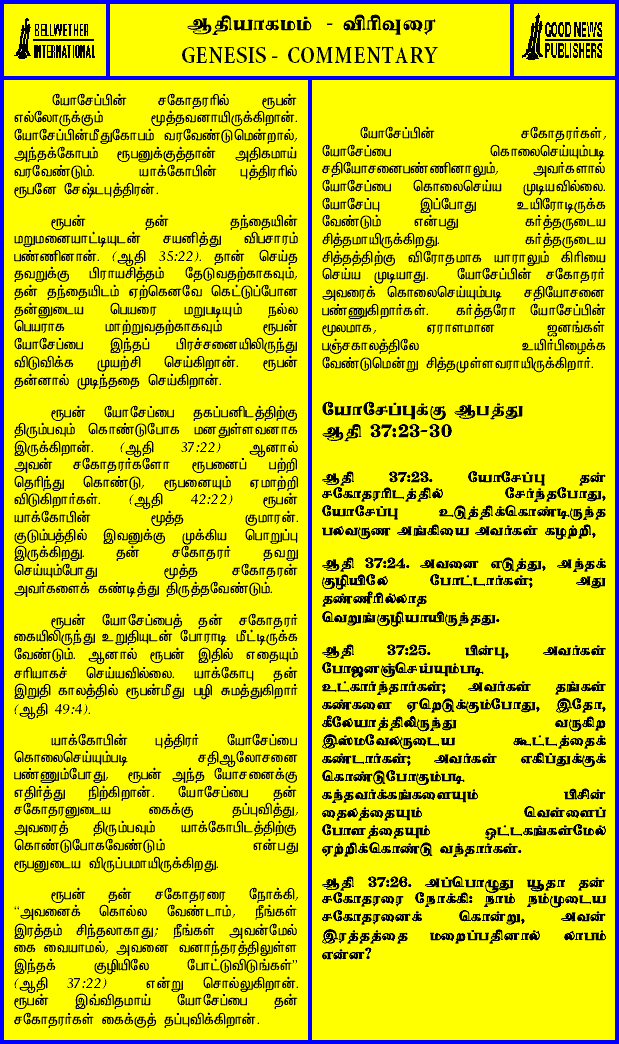 BELLWETHER
INTERNATIONAL
ஆதியாகமம் - விரிவுரை
GENESIS - COMMENTARY
GOOD NEWS
PUBLISHERS
யோசேப்பின் சகோதரரில் ரூபன்
எல்லோருக்கும் மூத்தவனாயிருக்கிறான்.
யோசேப்பின்மீதுகோபம் வரவேண்டுமென்றால்,
அந்தக்கோபம் ரூபனுக்குத்தான் அதிகமாய்
வரவேண்டும். யாக்கோபின் புத்திரரில்
ரூபனே சேஷ்டபுத்திரன்.
ரூபன் தன் தந்தையின்
மறுமனையாட்டியுடன் சயனித்து விபசாரம்
பண்ணினான். (ஆதி 35:22). தான் செய்த
தவறுக்கு பிராயசித்தம் தேடுவதற்காகவும்,
தன் தந்தையிடம் ஏற்கெனவே கெட்டுப்போன
தன்னுடைய பெயரை மறுபடியும் நல்ல
பெயராக மாற்றுவதற்காகவும் ரூபன்
யோசேப்பை இந்தப் பிரச்சனையிலிருந்து
விடுவிக்க முயற்சி செய்கிறான். ரூபன்
தன்னால் முடிந்ததை செய்கிறான்.
ரூபன் யோசேப்பை தகப்பனிடத்திற்கு
திரும்பவும் கொண்டுபோக மனதுள்ளவனாக
இருக்கிறான். (ஆதி 37:22) ஆனால்
அவன் சகோதரர்களோ ரூபனைப் பற்றி
தெரிந்து கொண்டு, ரூபனையும் ஏமாற்றி
விடுகிறார்கள். (ஆதி 42:22) ரூபன்
யாக்கோபின் மூத்த குமாரன்.
குடும்பத்தில் இவனுக்கு முக்கிய பொறுப்பு
இருக்கிறது. தன் சகோதரர் தவறு
செய்யும்போது மூத்த சகோதரன்
அவர்களைக் கண்டித்து திருத்தவேண்டும்.
ரூபன் யோசேப்பைத் தன் சகோதரர்
கையிலிருந்து உறுதியுடன் போராடி மீட்டிருக்க
வேண்டும். ஆனால் ரூபன் இதில் எதையும்
சரியாகச் செய்யவில்லை. யாக்கோபு தன்
இறுதி காலத்தில் ரூபன்மீது பழி சுமத்துகிறார்
(ஆதி 49:4).
யாக்கோபின் புத்திரர் யோசேப்பை
கொலைசெய்யும்படி சதிஆலோசனை
பண்ணும்போது, ரூபன் அந்த யோசனைக்கு
எதிர்த்து நிற்கிறான். யோசேப்பை தன்
சகோதரனுடைய கைக்கு தப்புவித்து,
அவரைத் திரும்பவும் யாக்கோபிடத்திற்கு
கொண்டுபோகவேண்டும் என்பது
ரூபனுடைய விருப்பமாயிருக்கிறது.
ரூபன் தன் சகோதரரை நோக்கி,
“அவனைக் கொல்ல வேண்டாம், நீங்கள்
இரத்தம் சிந்தலாகாது; நீங்கள் அவன்மேல்
கை வையாமல், அவனை வனாந்தரத்திலுள்ள
இந்தக் குழியிலே போட்டுவிடுங்கள்”
(ஆதி 37:22) என்று சொல்லுகிறான்.
ரூபன் இவ்விதமாய் யோசேப்பை தன்
சகோதரர்கள் கைக்குத் தப்புவிக்கிறான்.
யோசேப்பின் சகோதரர்கள்,
யோசேப்பை கொலைசெய்யும்படி
சதியோசனைபண்ணினாலும், அவர்களால்
யோசேப்பை கொலைசெய்ய முடியவில்லை.
யோசேப்பு இப்போது உயிரோடிருக்க
வேண்டும் என்பது கர்த்தருடைய
சித்தமாயிருக்கிறது. கர்த்தருடைய
சித்தத்திற்கு விரோதமாக யாராலும் கிரியை
செய்ய முடியாது. யோசேப்பின் சகோதரர்
அவரைக் கொலைசெய்யும்படி சதியோசனை
பண்ணுகிறார்கள். கர்த்தரோ யோசேப்பின்
மூலமாக, ஏராளமான ஜனங்கள்
பஞ்சகாலத்திலே உயிர்பிழைக்க
வேண்டுமென்று சித்தமுள்ளவராயிருக்கிறார்.
யோசேப்புக்கு ஆபத்து
ஆதி 37:23-30
ஆதி 37:23. யோசேப்பு தன்
சகோதரரிடத்தில் சேர்ந்தபோது,
யோசேப்பு உடுத்திக்கொண்டிருந்த
பலவருண அங்கியை அவர்கள் கழற்றி,
ஆதி 37:24. அவனை எடுத்து, அந்தக்
குழியிலே போட்டார்கள்; அது
தண்ணீரில்லாத
வெறுங்குழியாயிருந்தது.
ஆதி 37:25. பின்பு, அவர்கள்
போஜனஞ்செய்யும்படி
உட்கார்ந்தார்கள்; அவர்கள் தங்கள்
கண்களை ஏறெடுக்கும்போது, இதோ,
கீலேயாத்திலிருந்து வருகிற
இஸ்மவேலருடைய கூட்டத்தைக்
கண்டார்கள்; அவர்கள் எகிப்துக்குக்
கொண்டுபோகும்படி
கந்தவர்க்கங்களையும் பிசின்
தைலத்தையும் வெள்ளைப்
போளத்தையும் ஒட்டகங்கள்மேல்
ஏற்றிக்கொண்டு வந்தார்கள்.
ஆதி 37:26. அப்பொழுது யூதா தன்
சகோதரரை நோக்கி: நாம் நம்முடைய
சகோதரனைக் கொன்று, அவன்
இரத்தத்தை மறைப்பதினால் லாபம்
என்ன?